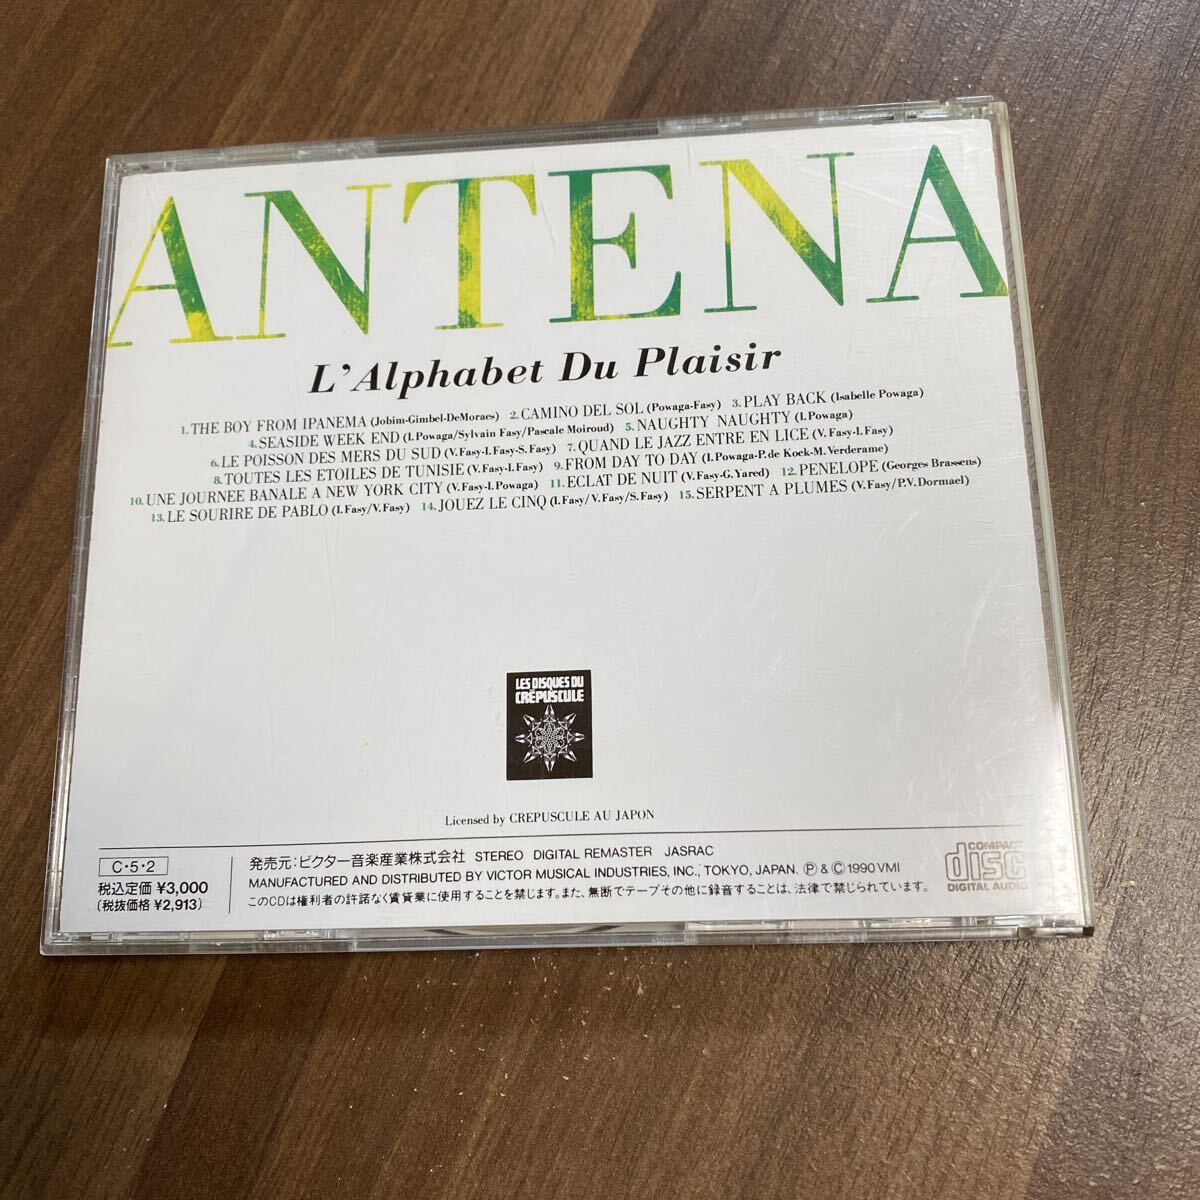 ANTENA
L'Alphabet Du Plaisir
1. THE BOY FROM IPANEMA (Jobim-Gimbel-DeMoraes) 2. CAMINO DEL SOL (Powaga-Fasy) 3. PLAY BACK (Isabelle Powaga)
4. SEASIDE WEEK END (I.Powaga/Sylvain Fasy/Pascale Moiroud) 5. NAUGHTY NAUGHTY (I.Powaga)
6. LE POISSON DES MERS DU SUD (V.Fasy-I.Fasy-S.Fasy) 7. QUAND LE JAZZ ENTRE EN LICE (V.Fasy-I.Fasy)
8. TOUTES LES ETOILES DE TUNISIE (V.Fasy-I.Fasy) 9. FROM DAY TO DAY (I.Powaga-P.de Kock-M.Verderame)
10. UNE JOURNEE BANALE A NEW YORK CITY (V.Fasy-I.Powaga) 11. ECLAT DE NUIT (V.Fasy-G.Yared) 12. PENELOPE (Georges Brassens)
13. LE SOURIRE DE PABLO (I.Fasy/V.Fasy) 14. JOUEZ LE CINQ (I.Fasy/V.Fasy/S.Fasy) 15. SERPENT A PLUMES (V.Fasy/P.V.Dormael)
LES DISQUES DU
CRÉPUSCULE
Licensed by CREPUSCULE AU JAPON
C・5・2
税込定価 ¥3,000
(税抜価格 ¥2,913)
発売元:ビクター音楽産業株式会社 STEREO DIGITAL REMASTER JASRAC
MANUFACTURED AND DISTRIBUTED BY VICTOR MUSICAL INDUSTRIES, INC., TOKYO, JAPAN. Ⓟ & © 1990 VMI
このCDは権利者の許諾なく賃貸業に使用することを禁じます。また、無断でテープその他に録音することは、法律で禁じられています。
COMPACT
disc
DIGITAL AUDIO